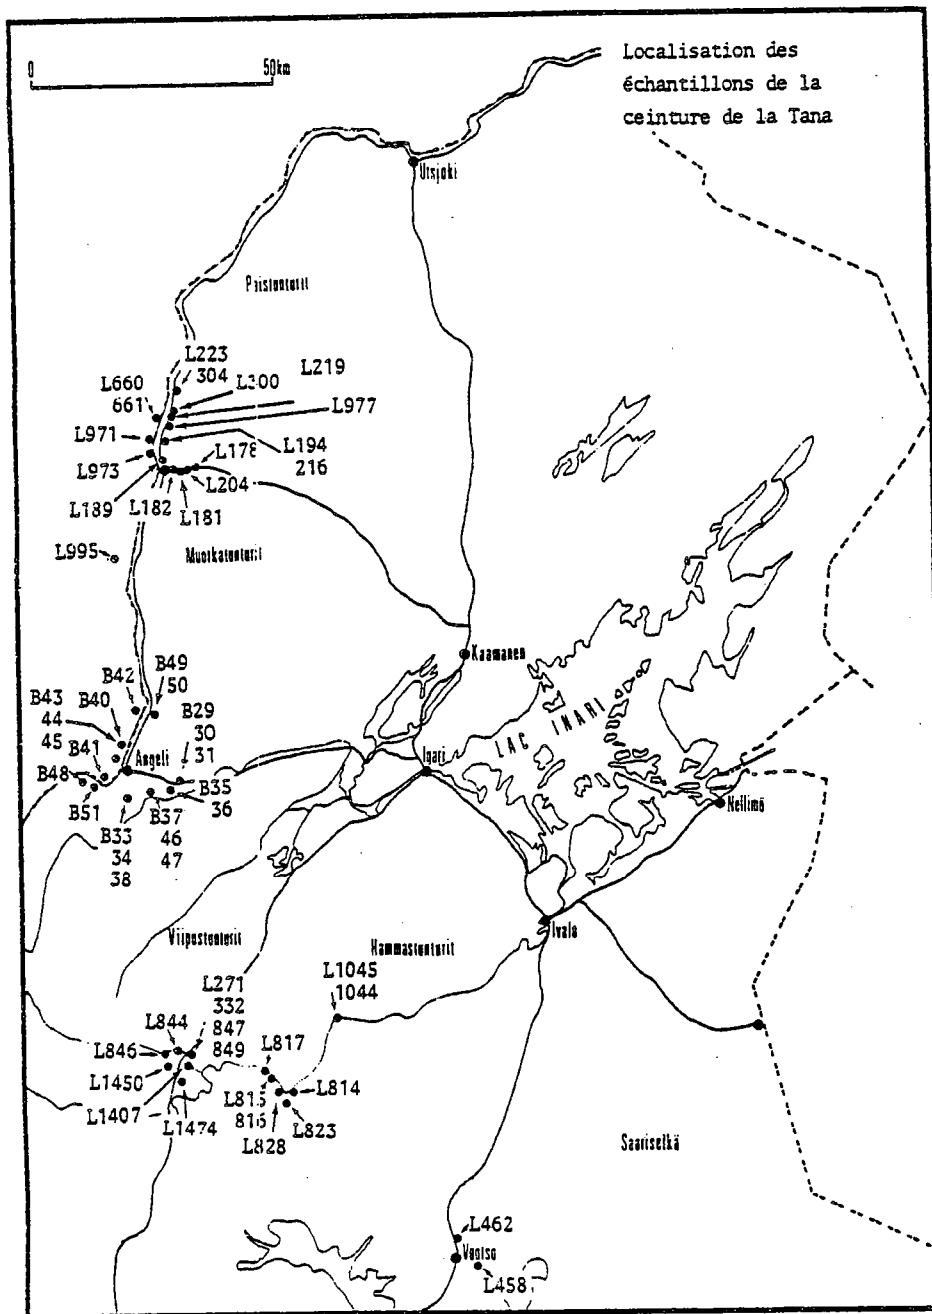 0 50km
Localisation des
échantillons de la
ceinture de la Tana
Utsjoki
Paistunturit
L223
304
L219
L660
661
L300
L977
L971
L178
L194
216
L973
L204
L189
L182
L181
L995
Muotkatunturit
Kaamanen
B49
50
B42
B43
44
45
B40
B29
30
31
B41
Angeli
B48
B35
36
B51
B33
34
38
B37
46
47
LAC INARI
Inari
Nellimö
Ivalo
Viipustunturit
Hammastunturit
L271
332
847
849
L1045
1044
L844
L846
L817
L1450
L814
L815
816
L1407
L1474
L823
L828
Saariselkä
L462
Vuotso
L458